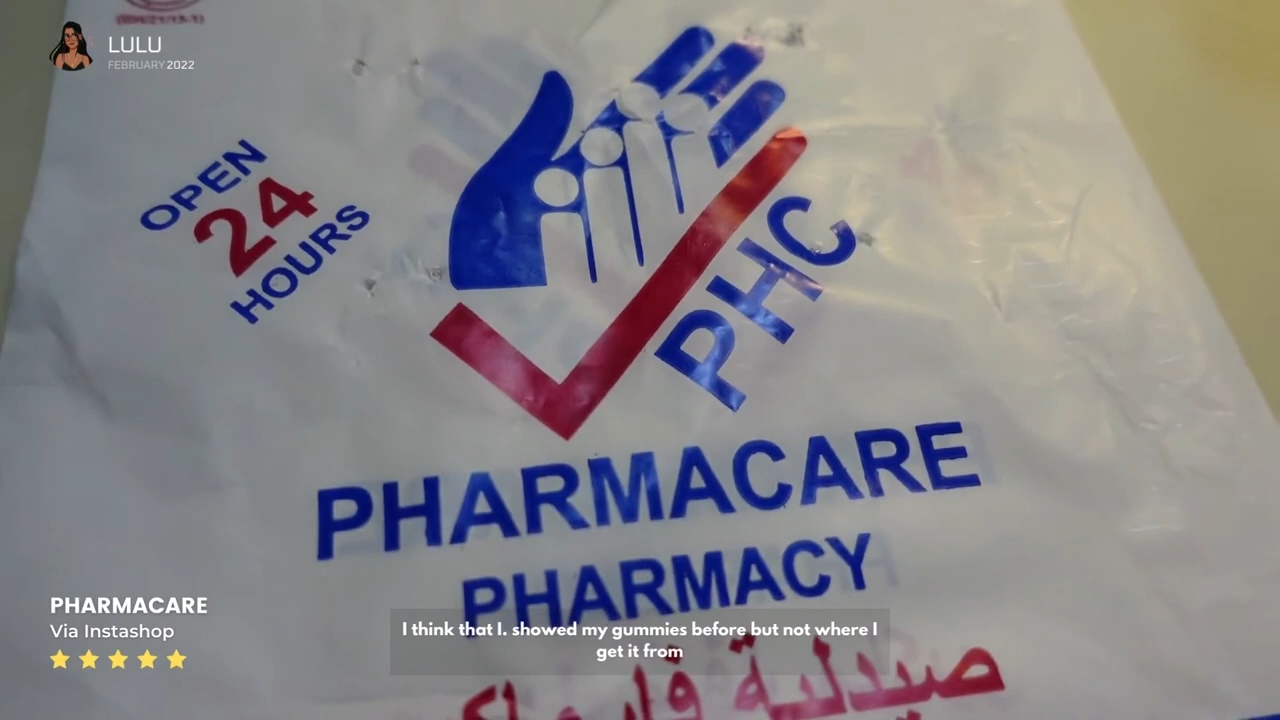 LULU
FEBRUARY 2022
OPEN
24
HOURS
PHC
PHARMACARE
PHARMACY
صيدلية فارماكير
PHARMACARE
Via Instashop
I think that I. showed my gummies before but not where I
get it from